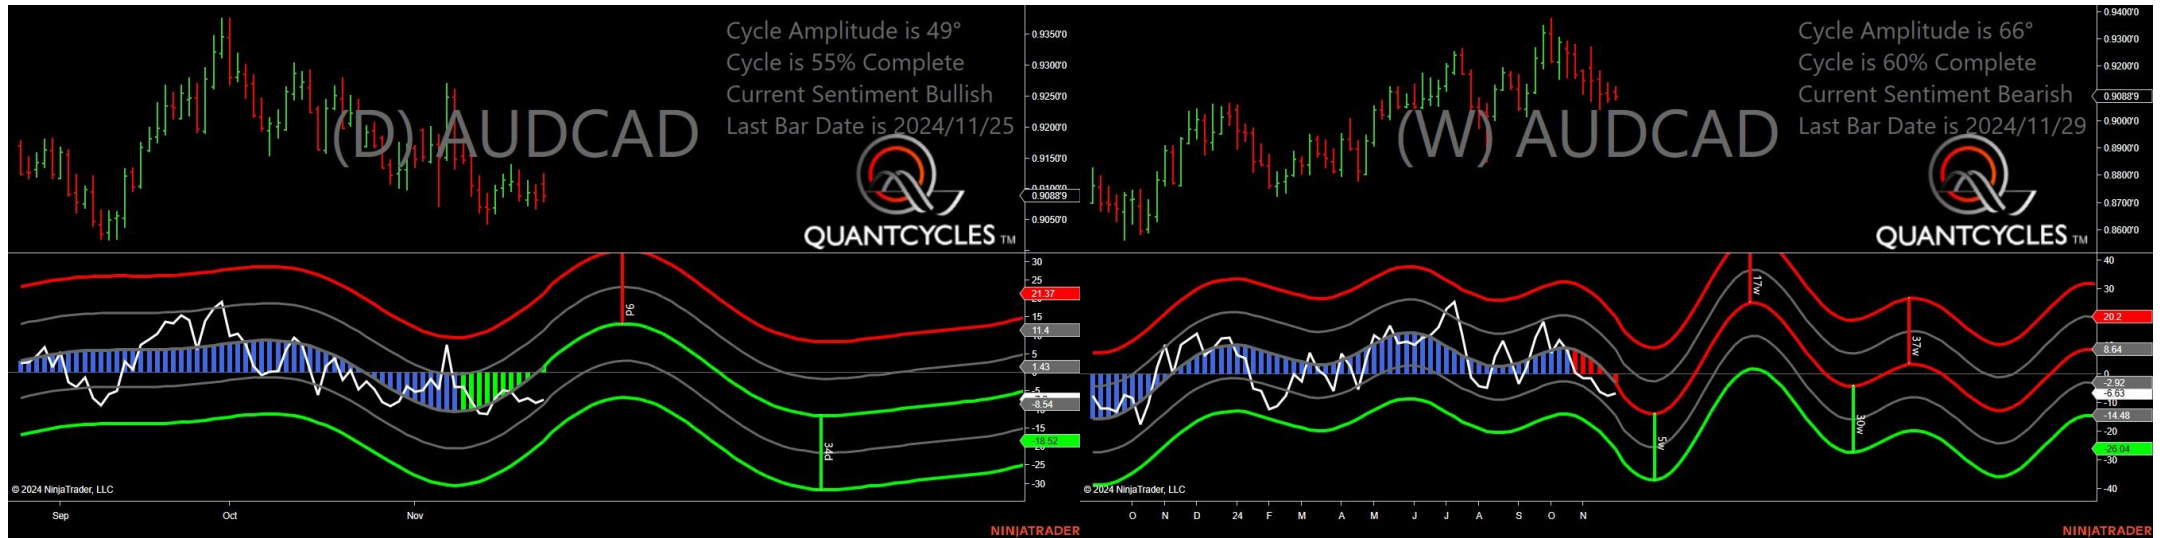 Cycle Amplitude is 49°
Cycle is 55% Complete
Current Sentiment Bullish
Last Bar Date is 2024/11/25
(D) AUDCAD
QUANTCYCLES TM
0.9350'0
0.9300'0
0.9250'0
0.9200'0
0.9150'0
0.9100'0
0.9088'9
0.9050'0
30
25
21.37
15
11.4
5
1.43
-5
-8.54
-10
-15
-18.52
-25
-30
9d
34d
© 2024 NinjaTrader, LLC
Sep Oct Nov
NINJATRADER
Cycle Amplitude is 66°
Cycle is 60% Complete
Current Sentiment Bearish
Last Bar Date is 2024/11/29
(W) AUDCAD
QUANTCYCLES TM
0.9400'0
0.9300'0
0.9200'0
0.9088'9
0.9000'0
0.8900'0
0.8800'0
0.8700'0
0.8600'0
40
30
20.2
8.64
0
-2.92
-6.63
-10
-14.48
-20
-26.04
-30
-40
17w
37w
5w
30w
© 2024 NinjaTrader, LLC
O N D 24 F M A M J J A S O N
NINJATRADER